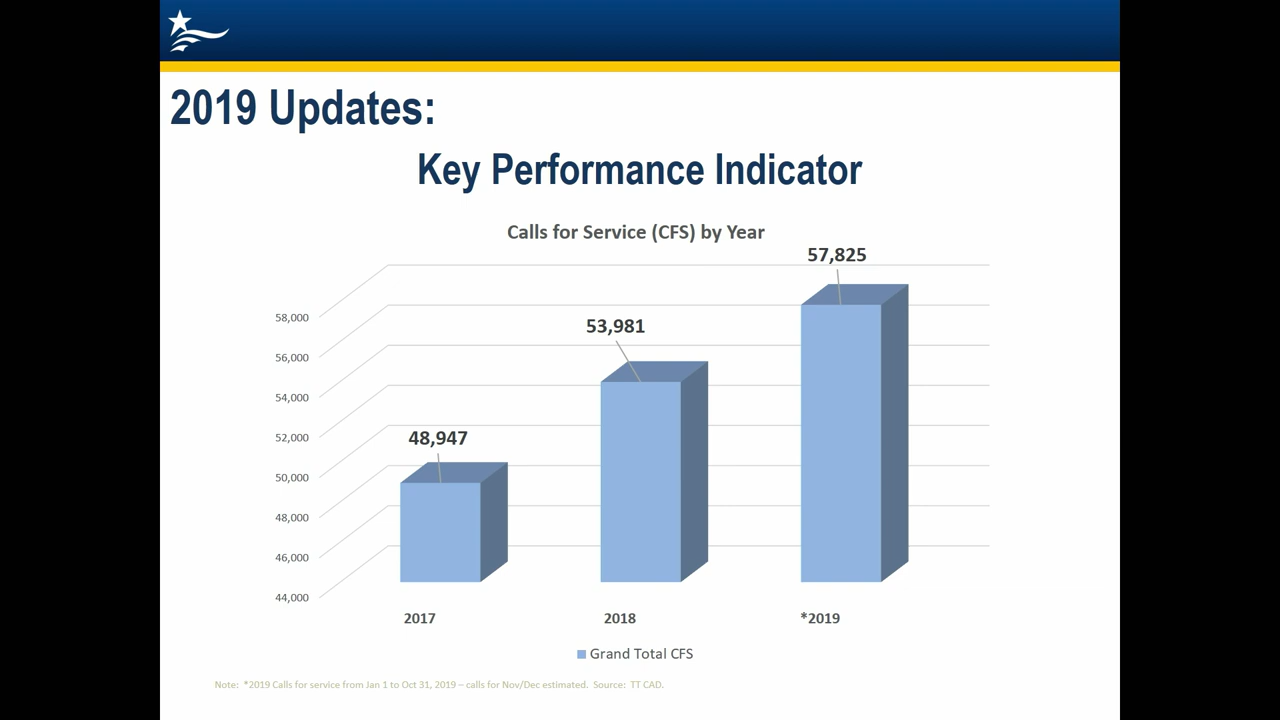 2019 Updates:
Key Performance Indicator
Calls for Service (CFS) by Year
57,825
53,981
48,947
58,000
56,000
54,000
52,000
50,000
48,000
46,000
44,000
2017
2018
*2019
Grand Total CFS
Note:  *2019 Calls for service from Jan 1 to Oct 31, 2019 – calls for Nov/Dec estimated.  Source:  TT CAD.